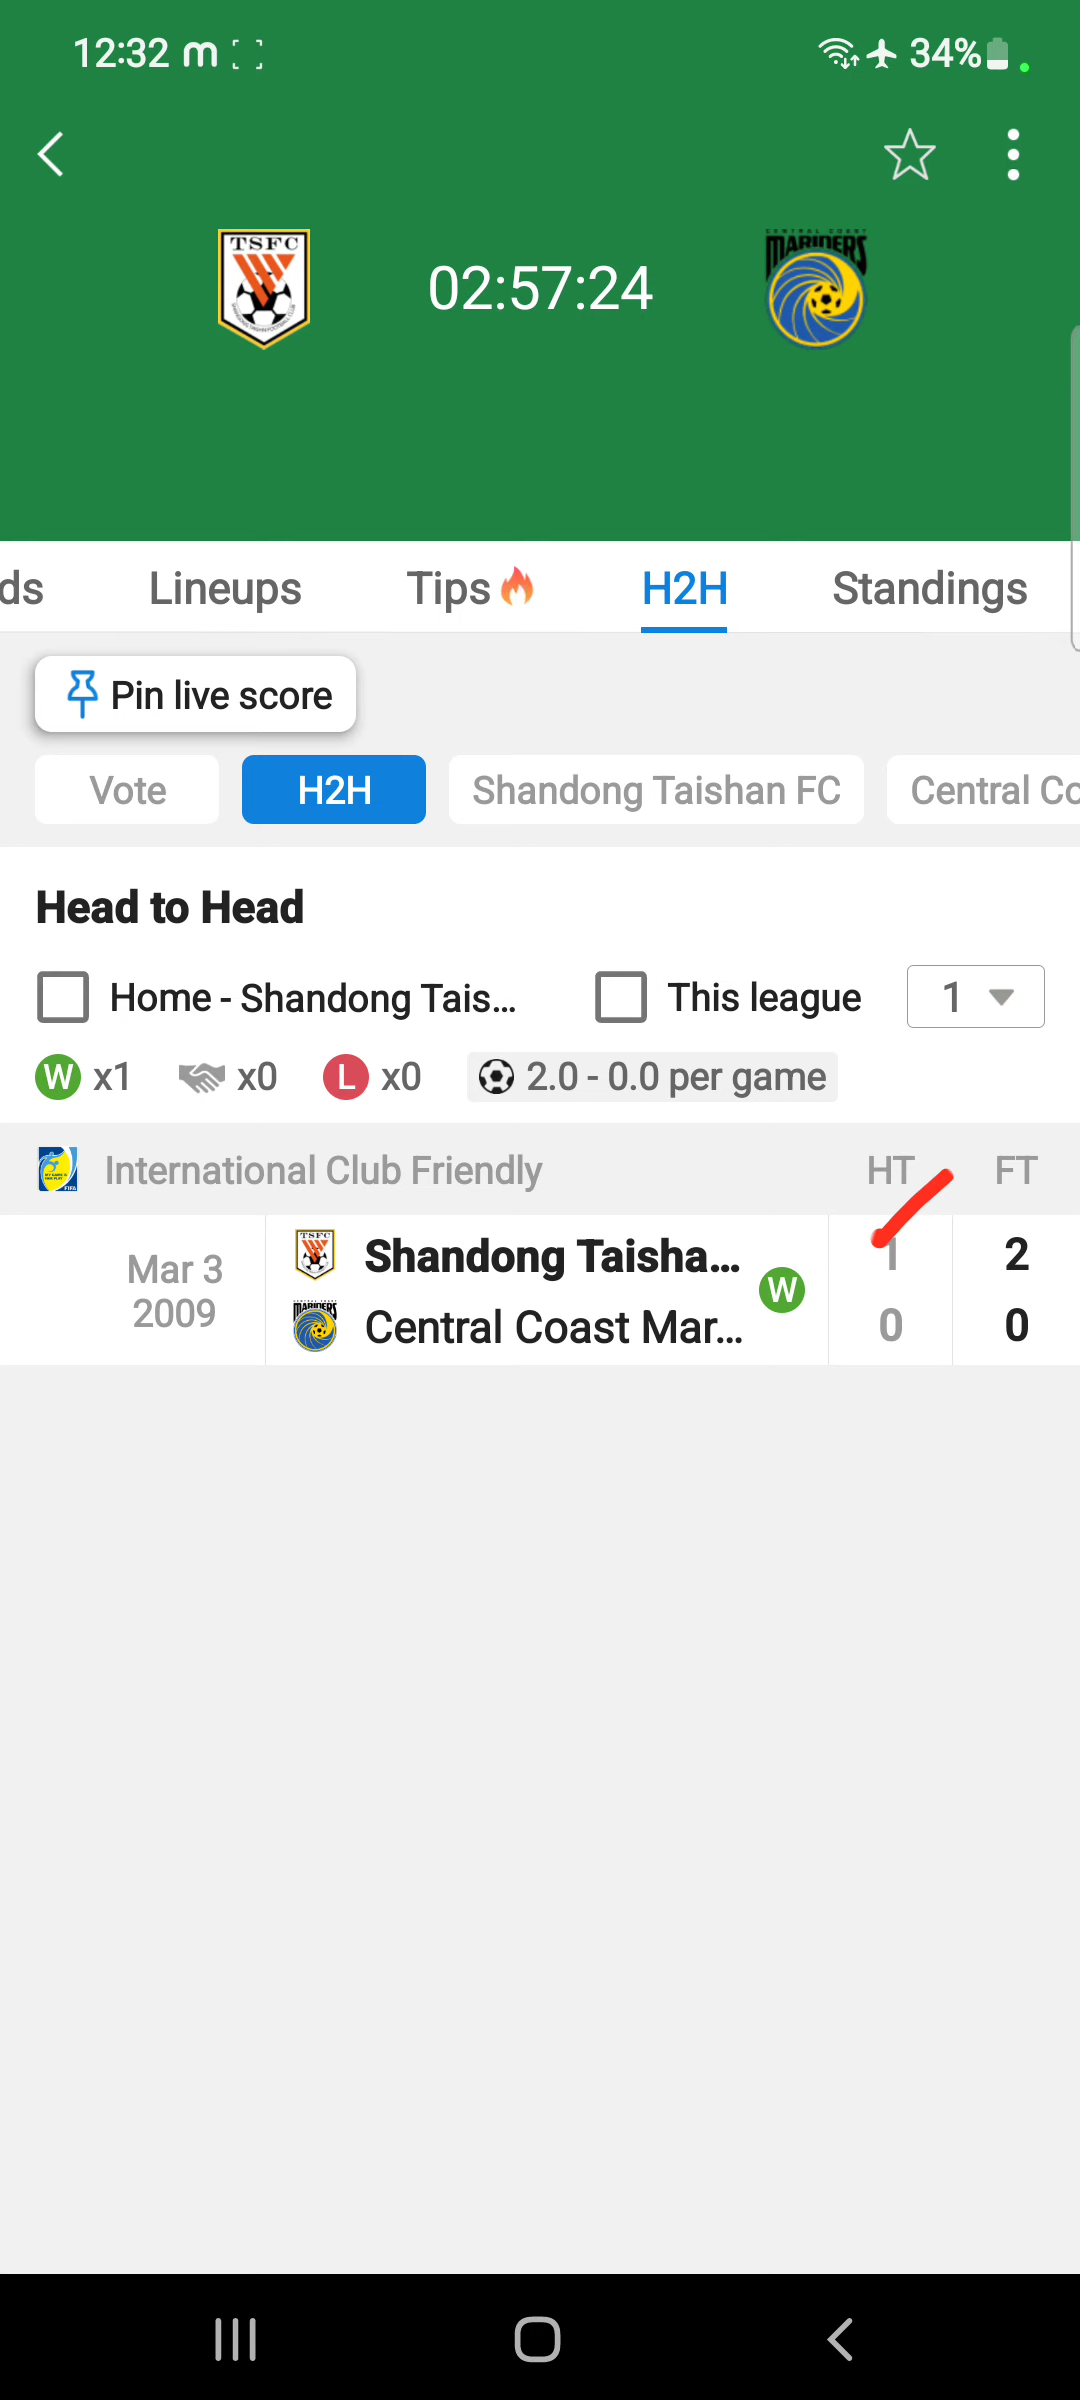 12:32 m 34%
TSFC
CENTRAL COAST
MARINERS
02:57:24
ds Lineups Tips H2H Standings
Pin live score
Vote H2H Shandong Taishan FC Central Co
Head to Head
Home - Shandong Tais... This league 1
W x1 x0 L x0 2.0 - 0.0 per game
International Club Friendly HT FT
Mar 3
2009
Shandong Taisha... 1 2
W
Central Coast Mar... 0 0